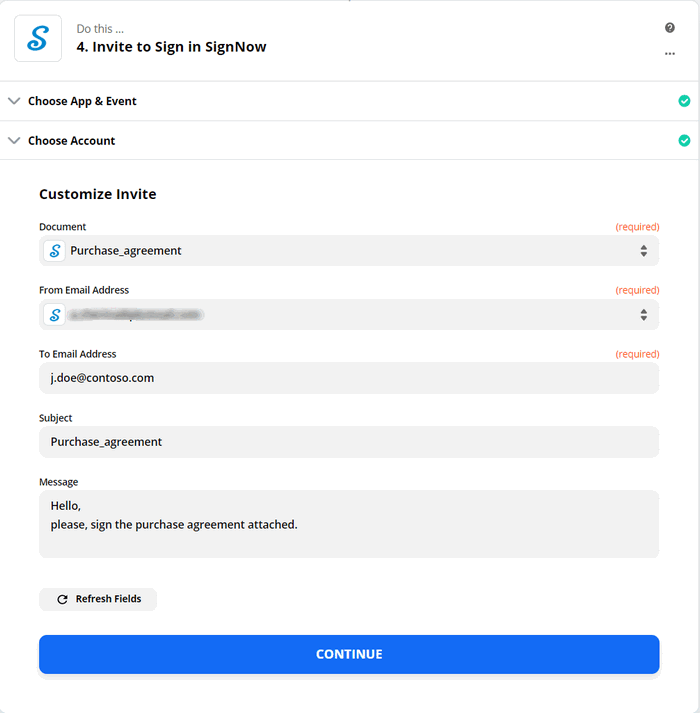 Do this ...
4. Invite to Sign in SignNow
Choose App & Event
Choose Account
Customize Invite
Document (required)
Purchase_agreement
From Email Address (required)
To Email Address (required)
j.doe@contoso.com
Subject
Purchase_agreement
Message
Hello,
please, sign the purchase agreement attached.
Refresh Fields
CONTINUE